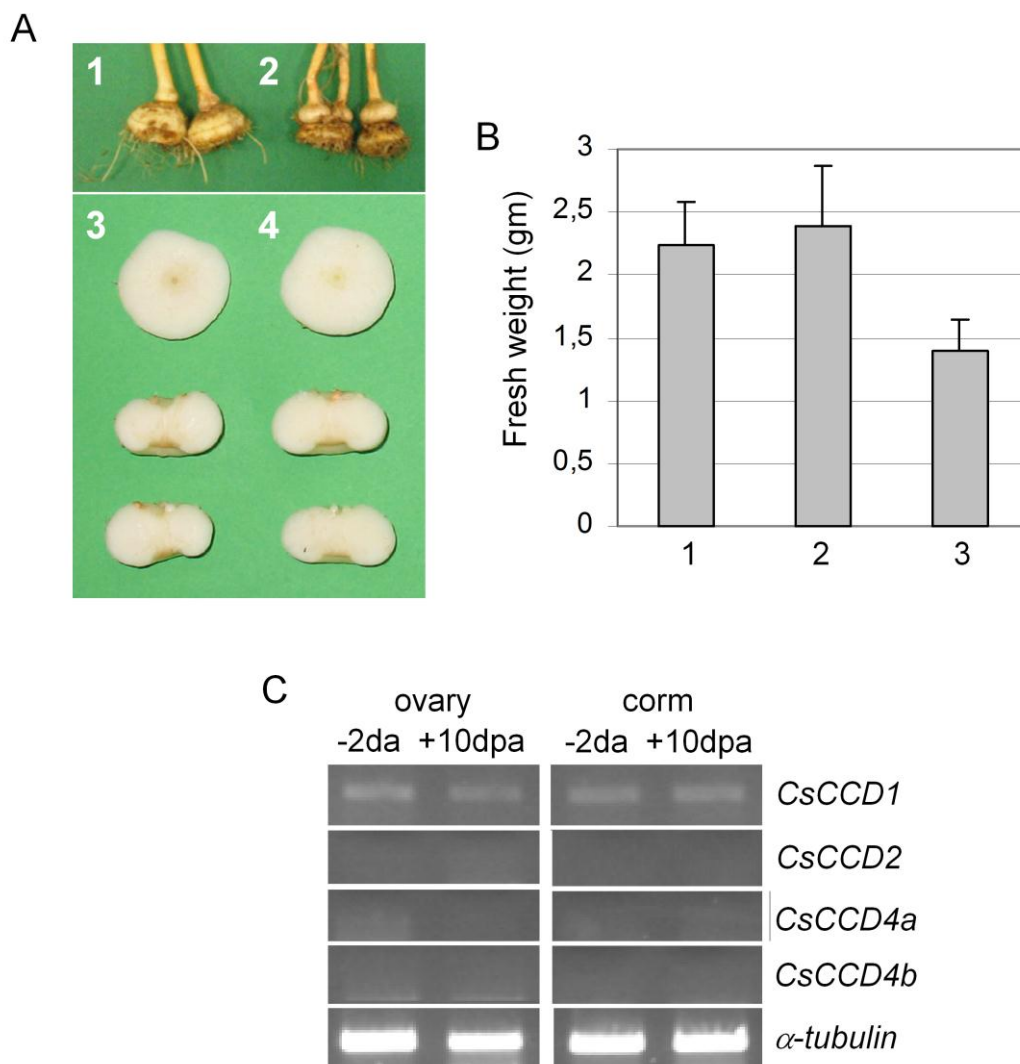 A
1 2
3 4
B
Fresh weight (gm)
3
2,5
2
1,5
1
0,5
0
1 2 3
C
ovary corm
-2da +10dpa -2da +10dpa
CsCCD1
CsCCD2
CsCCD4a
CsCCD4b
α-tubulin